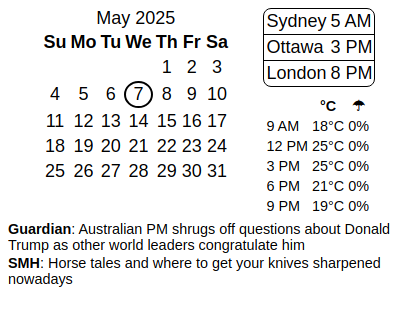 May 2025
Su Mo Tu We Th Fr Sa
1 2 3
4 5 6 7 8 9 10
11 12 13 14 15 16 17
18 19 20 21 22 23 24
25 26 27 28 29 30 31
Sydney 5 AM
Ottawa 3 PM
London 8 PM
°C ☂
9 AM 18°C 0%
12 PM 25°C 0%
3 PM 25°C 0%
6 PM 21°C 0%
9 PM 19°C 0%
Guardian: Australian PM shrugs off questions about Donald
Trump as other world leaders congratulate him
SMH: Horse tales and where to get your knives sharpened
nowadays